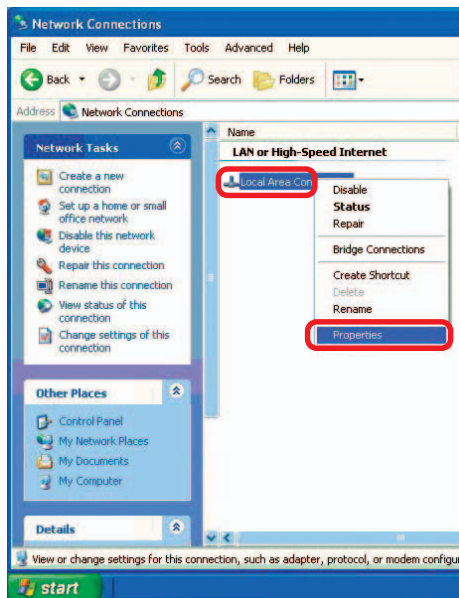 Network Connections
File Edit View Favorites Tools Advanced Help
Back Search Folders
Address Network Connections
Network Tasks
Create a new
connection
Set up a home or small
office network
Disable this network
device
Repair this connection
Rename this connection
View status of this
connection
Change settings of this
connection
Other Places
Control Panel
My Network Places
My Documents
My Computer
Details
Name
LAN or High-Speed Internet
Local Area Con
Disable
Status
Repair
Bridge Connections
Create Shortcut
Delete
Rename
Properties
View or change settings for this connection, such as adapter, protocol, or modem configu
start